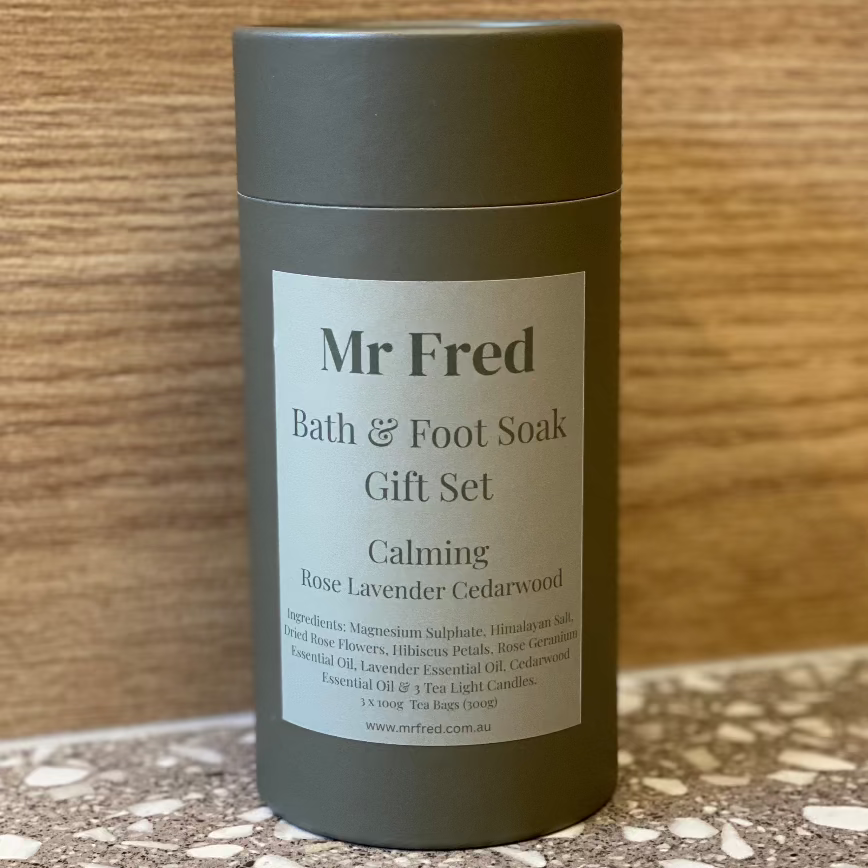 Mr Fred
Bath & Foot Soak
Gift Set
Calming
Rose Lavender Cedarwood
Ingredients: Magnesium Sulphate, Himalayan Salt,
Dried Rose Flowers, Hibiscus Petals, Rose Geranium
Essential Oil, Lavender Essential Oil, Cedarwood
Essential Oil & 3 Tea Light Candles.
3 x 100g Tea Bags (300g)
www.mrfred.com.au